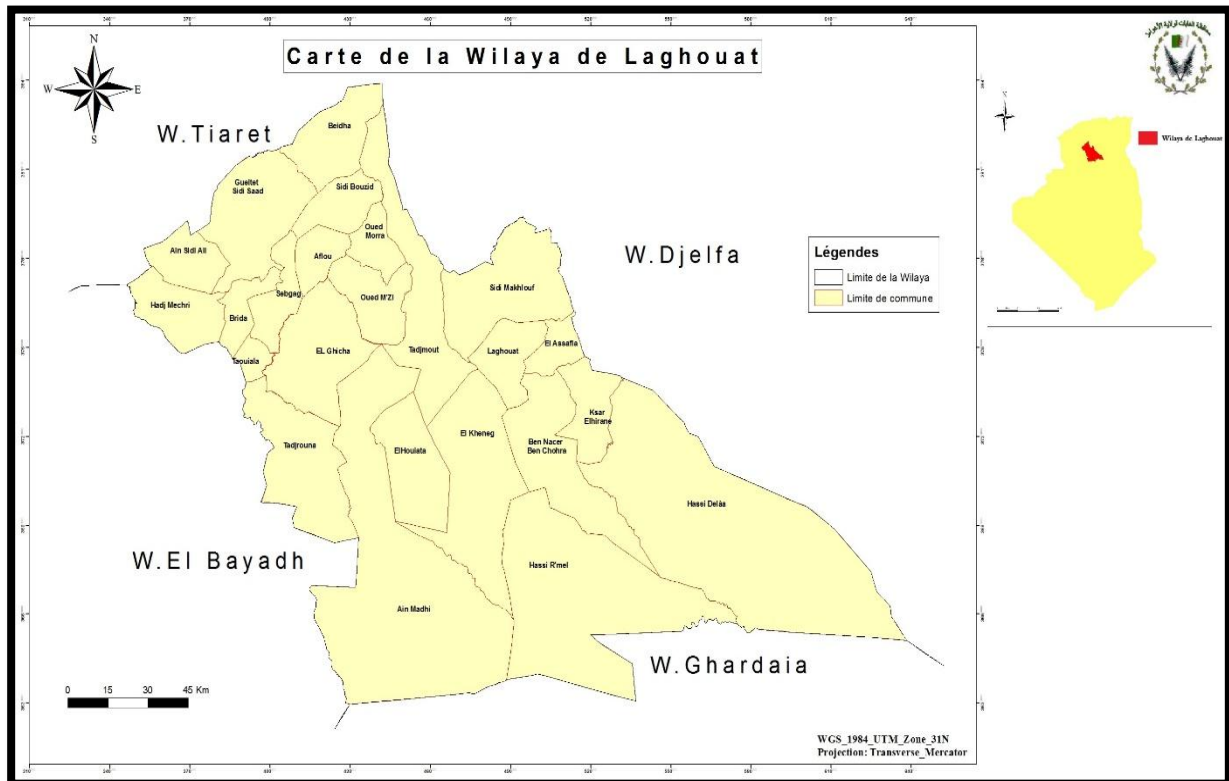 Carte de la Wilaya de Laghouat
N
W
E
S
W.Tiaret
W.Djelfa
W.El Bayadh
W.Ghardaia
Beidha
Gueltet
Sidi Saad
Sidi Bouzid
Oued
Morra
Ain Sidi Ali
Aflou
Hadj Mechri
Sebgag
Oued M'ZI
Sidi Makhlouf
Brida
Taouiala
EL Ghicha
Tadjmout
Laghouat
El Assafia
Ksar
Elhirane
Tadjrouna
ElHouiata
El Kheneg
Ben Nacer
Ben Chohra
Hassi Delâa
Hassi R'mel
Ain Madhi
Légendes
Limite de la Wilaya
Limite de commune
Wilaya de Laghouat
0 15 30 45 Km
WGS_1984_UTM_Zone_31N
Projection: Transverse_Mercator